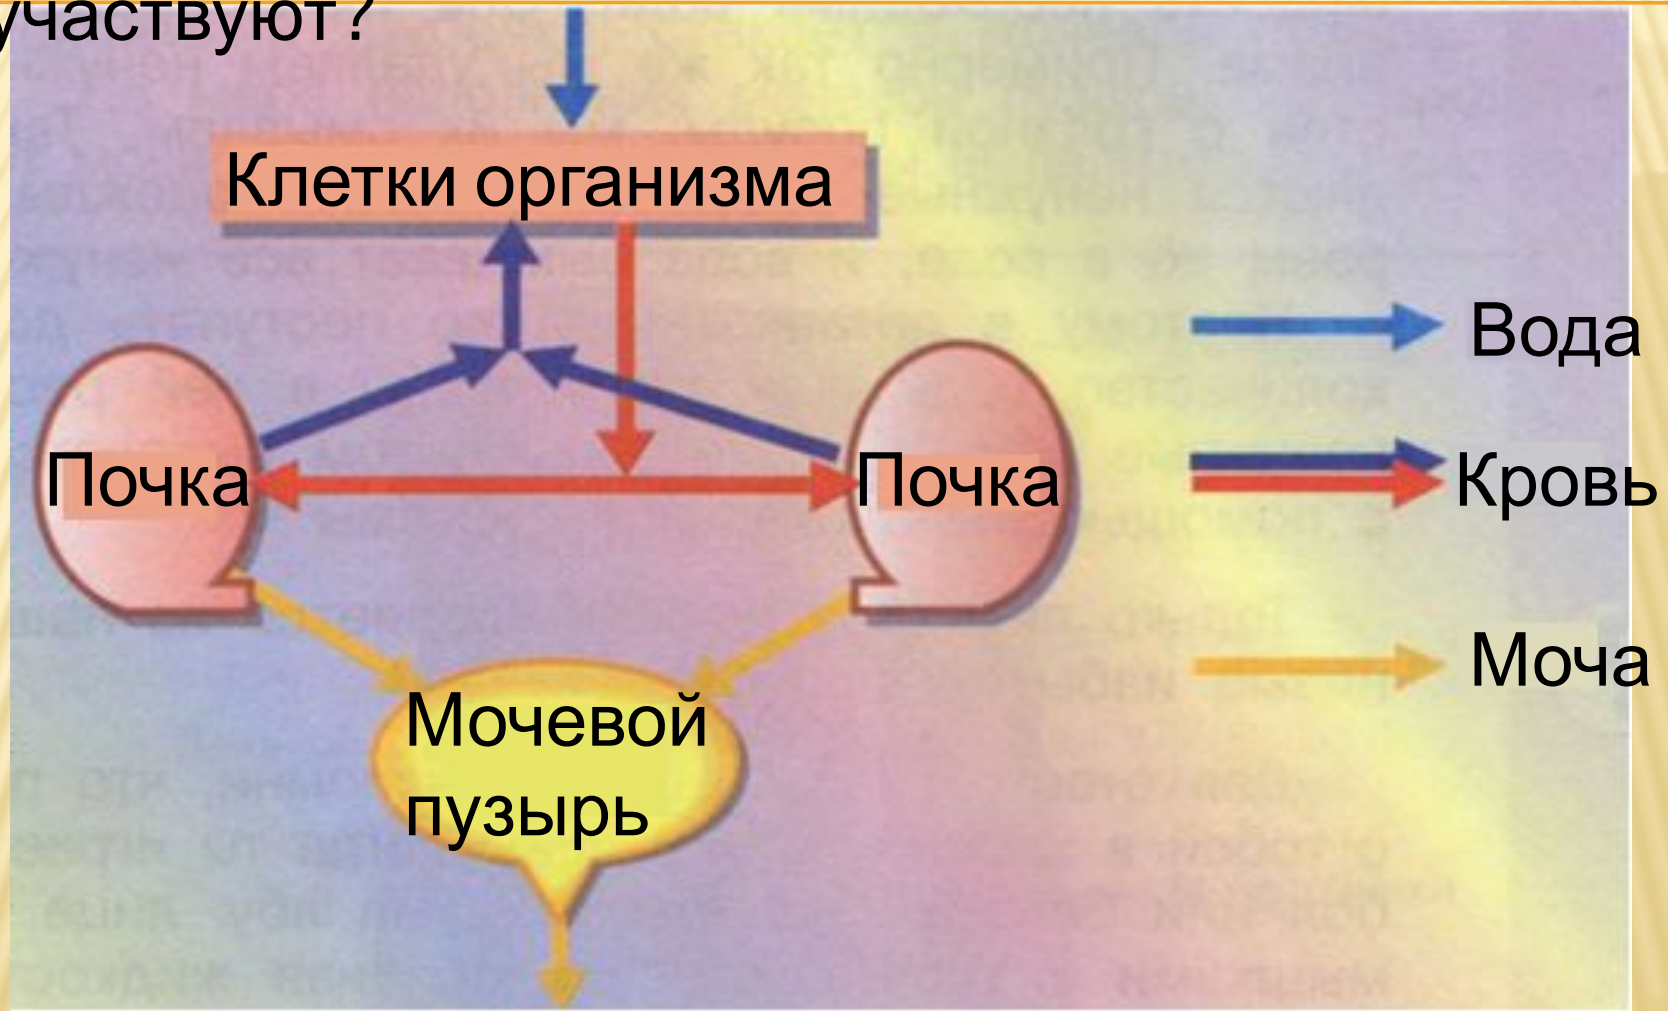 участвуют?
Клетки организма
Вода
Почка
Почка
Кровь
Моча
Мочевой
пузырь